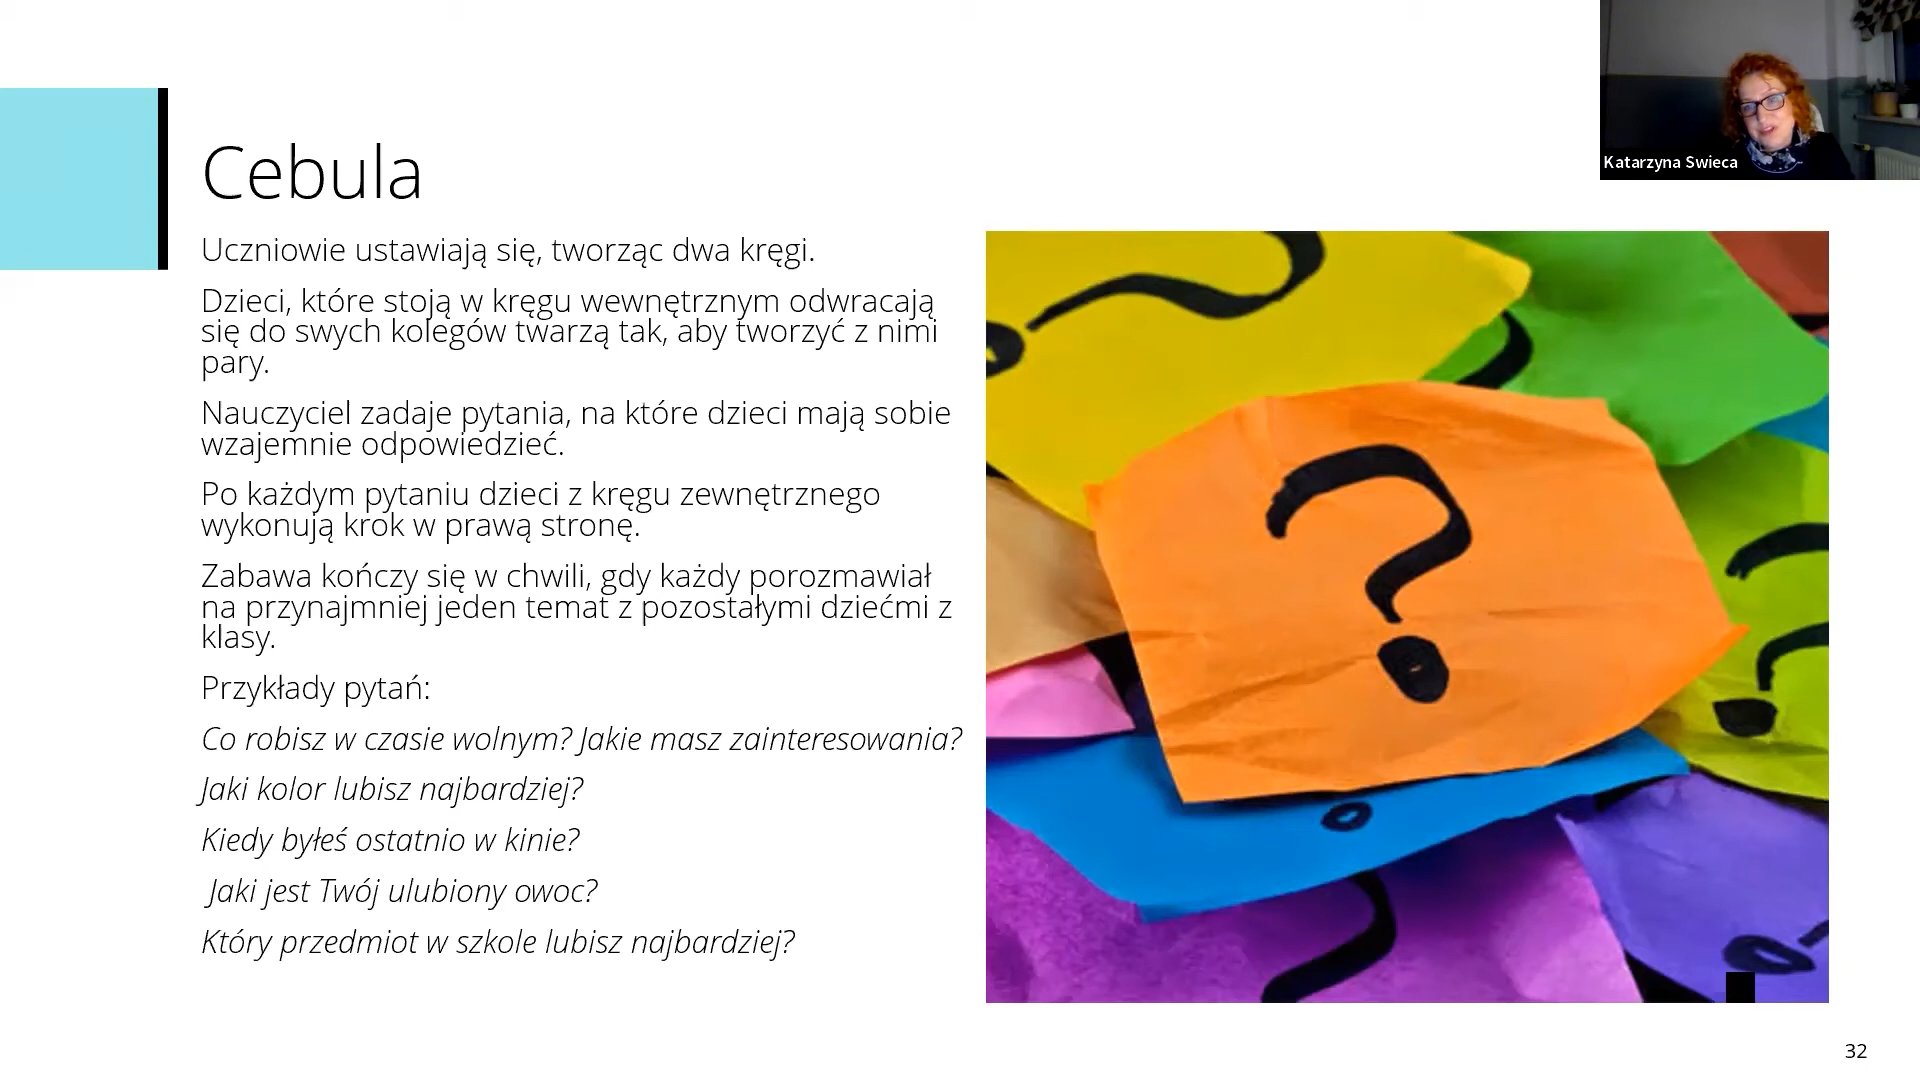 Katarzyna Swieca
Cebula
Uczniowie ustawiają się, tworząc dwa kręgi.
Dzieci, które stoją w kręgu wewnętrznym odwracają
się do swych kolegów twarzą tak, aby tworzyć z nimi
pary.
Nauczyciel zadaje pytania, na które dzieci mają sobie
wzajemnie odpowiedzieć.
Po każdym pytaniu dzieci z kręgu zewnętrznego
wykonują krok w prawą stronę.
Zabawa kończy się w chwili, gdy każdy porozmawiał
na przynajmniej jeden temat z pozostałymi dziećmi z
klasy.
Przykłady pytań:
Co robisz w czasie wolnym? Jakie masz zainteresowania?
Jaki kolor lubisz najbardziej?
Kiedy byłeś ostatnio w kinie?
Jaki jest Twój ulubiony owoc?
Który przedmiot w szkole lubisz najbardziej?
?
32